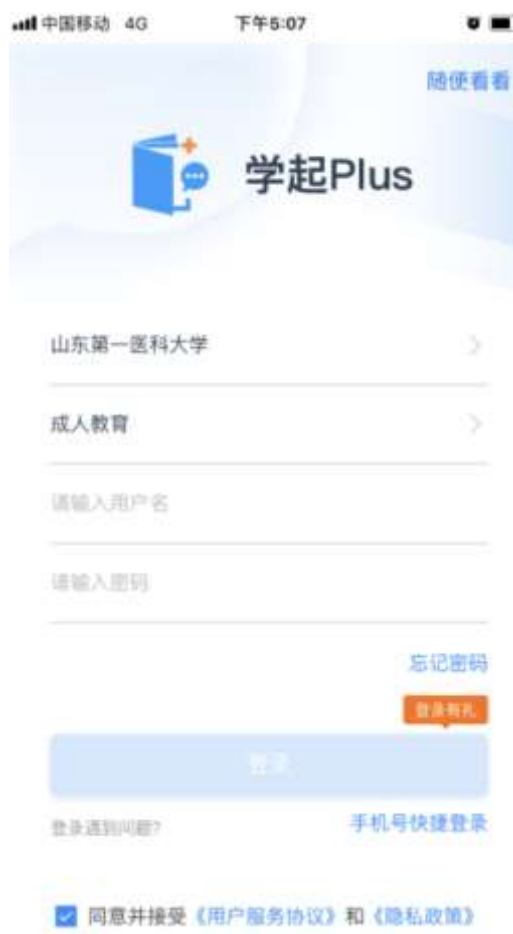 中国移动 4G 下午5:07
随便看看
学起Plus
山东第一医科大学
成人教育
请输入用户名
请输入密码
忘记密码
登录有礼
登录
登录遇到问题?
手机号快捷登录
同意并接受《用户服务协议》和《隐私政策》